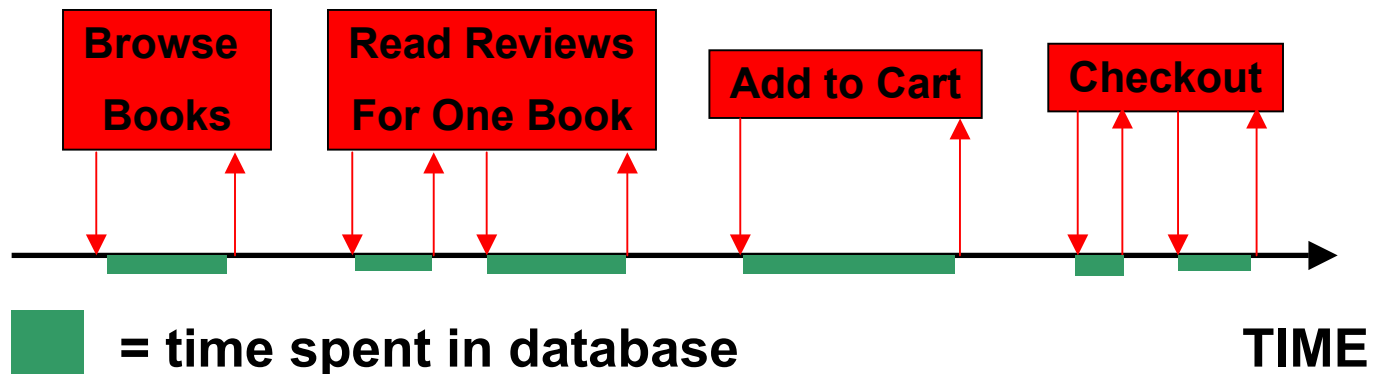 Browse
Books
Read Reviews
For One Book
Add to Cart
Checkout
= time spent in database
TIME